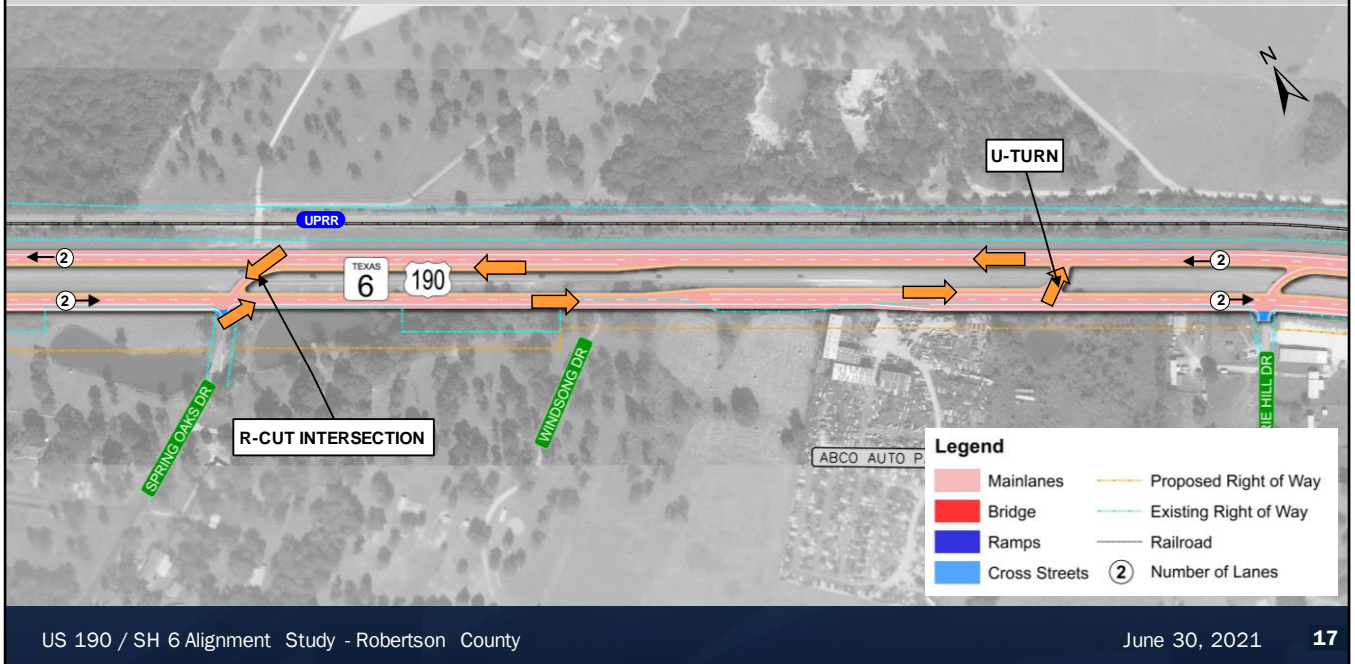 N
U-TURN
UPRR
2
2
TEXAS
6
190
2
2
R-CUT INTERSECTION
SPRING OAKS DR
WINDSONG DR
RIE HILL DR
ABCO AUTO P
Legend
Mainlanes
Bridge
Ramps
Cross Streets
Proposed Right of Way
Existing Right of Way
Railroad
2 Number of Lanes
US 190 / SH 6 Alignment Study - Robertson County
June 30, 2021 17